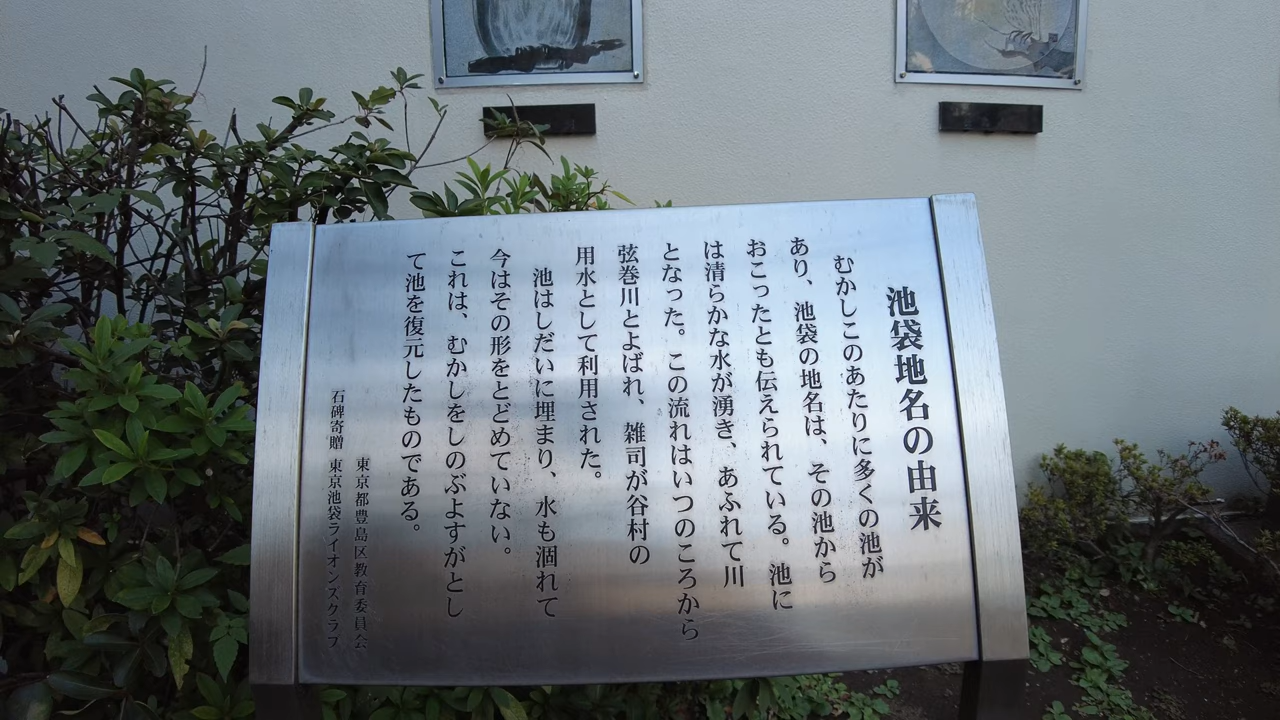 池袋地名の由来
むかしこのあたりに多くの池が
あり、池袋の地名は、その池から
おこったとも伝えられている。池に
は清らかな水が湧き、あふれて川
となった。この流れはいつのころから
弦巻川とよばれ、雑司が谷村の
用水として利用された。
池はしだいに埋まり、水も涸れて
今はその形をとどめていない。
これは、むかしをしのぶよすがとし
て池を復元したものである。
東京都豊島区教育委員会
石碑寄贈 東京池袋ライオンズクラブ